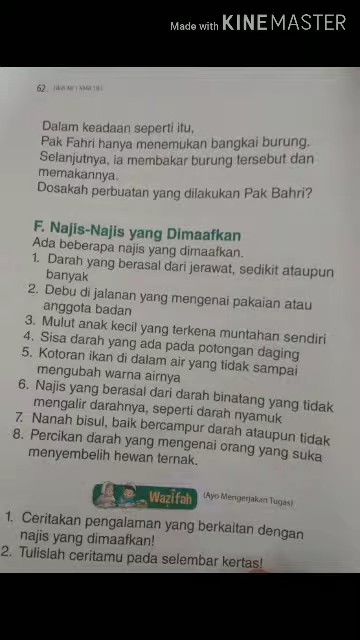 Made with KINEMASTER
62
Dalam keadaan seperti itu,
Pak Fahri hanya menemukan bangkai burung.
Selanjutnya, ia membakar burung tersebut dan
memakannya.
Dosakah perbuatan yang dilakukan Pak Bahri?
F. Najis-Najis yang Dimaafkan
Ada beberapa najis yang dimaafkan.
1. Darah yang berasal dari jerawat, sedikit ataupun
banyak
2. Debu di jalanan yang mengenai pakaian atau
anggota badan
3. Mulut anak kecil yang terkena muntahan sendiri
4. Sisa darah yang ada pada potongan daging
5. Kotoran ikan di dalam air yang tidak sampai
mengubah warna airnya
6. Najis yang berasal dari darah binatang yang tidak
mengalir darahnya, seperti darah nyamuk
7. Nanah bisul, baik bercampur darah ataupun tidak
8. Percikan darah yang mengenai orang yang suka
menyembelih hewan ternak.
Wazifah (Ayo Mengerjakan Tugas)
1. Ceritakan pengalaman yang berkaitan dengan
najis yang dimaafkan!
2. Tulislah ceritamu pada selembar kertas!